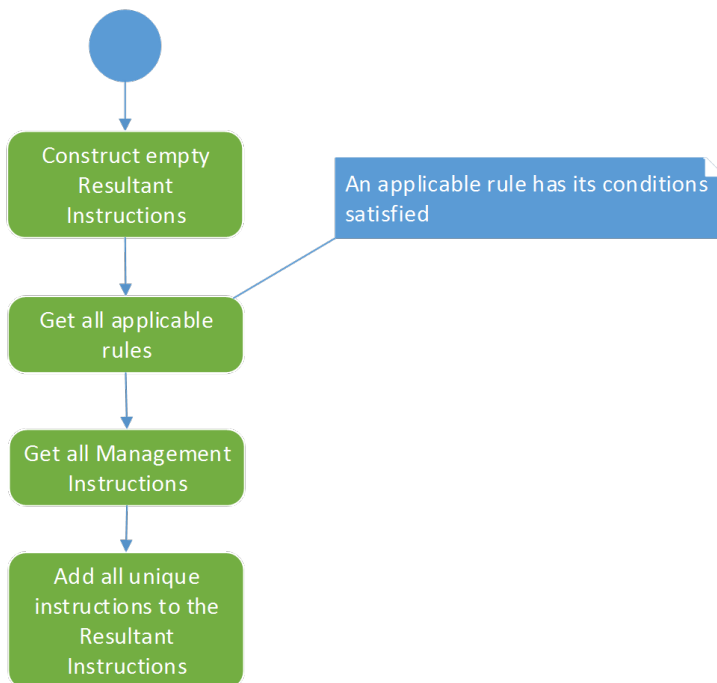 Construct empty
Resultant
Instructions
An applicable rule has its conditions
satisfied
Get all applicable
rules
Get all Management
Instructions
Add all unique
instructions to the
Resultant
Instructions